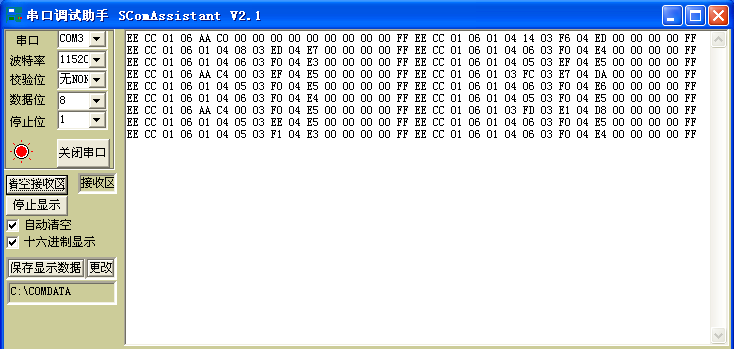 串口调试助手 SComAssistant V2.1
串口 COM3
波特率 11520
校验位 无NON
数据位 8
停止位 1
关闭串口
清空接收区 接收区
停止显示
自动清空
十六进制显示
保存显示数据 更改
C:\COMDATA
EE CC 01 06 AA C0 00 00 00 00 00 00 00 00 00 FF EE CC 01 06 01 04 14 03 F6 04 ED 00 00 00 00 FF
EE CC 01 06 01 04 08 03 ED 04 E7 00 00 00 00 FF EE CC 01 06 01 04 06 03 F0 04 E4 00 00 00 00 FF
EE CC 01 06 01 04 05 03 F0 04 E3 00 00 00 00 FF EE CC 01 06 01 04 05 03 EF 04 E5 00 00 00 00 FF
EE CC 01 06 AA C4 00 03 EF 04 E5 00 00 00 00 FF EE CC 01 06 01 04 03 FC 03 E7 04 DA 00 00 00 00 FF
EE CC 01 06 01 04 05 03 F0 04 E5 00 00 00 00 FF EE CC 01 06 01 04 06 03 F0 04 E6 00 00 00 00 FF
EE CC 01 06 01 04 06 03 F0 04 E4 00 00 00 00 FF EE CC 01 06 01 04 05 03 F0 04 E5 00 00 00 00 FF
EE CC 01 06 AA C4 00 03 F0 04 E5 00 00 00 00 FF EE CC 01 06 01 03 FD 03 E1 04 D8 00 00 00 00 FF
EE CC 01 06 01 04 05 03 EE 04 E5 00 00 00 00 FF EE CC 01 06 01 04 06 03 F0 04 E5 00 00 00 00 FF
EE CC 01 06 01 04 05 03 F1 04 E3 00 00 00 00 FF EE CC 01 06 01 04 06 03 F0 04 E4 00 00 00 00 FF